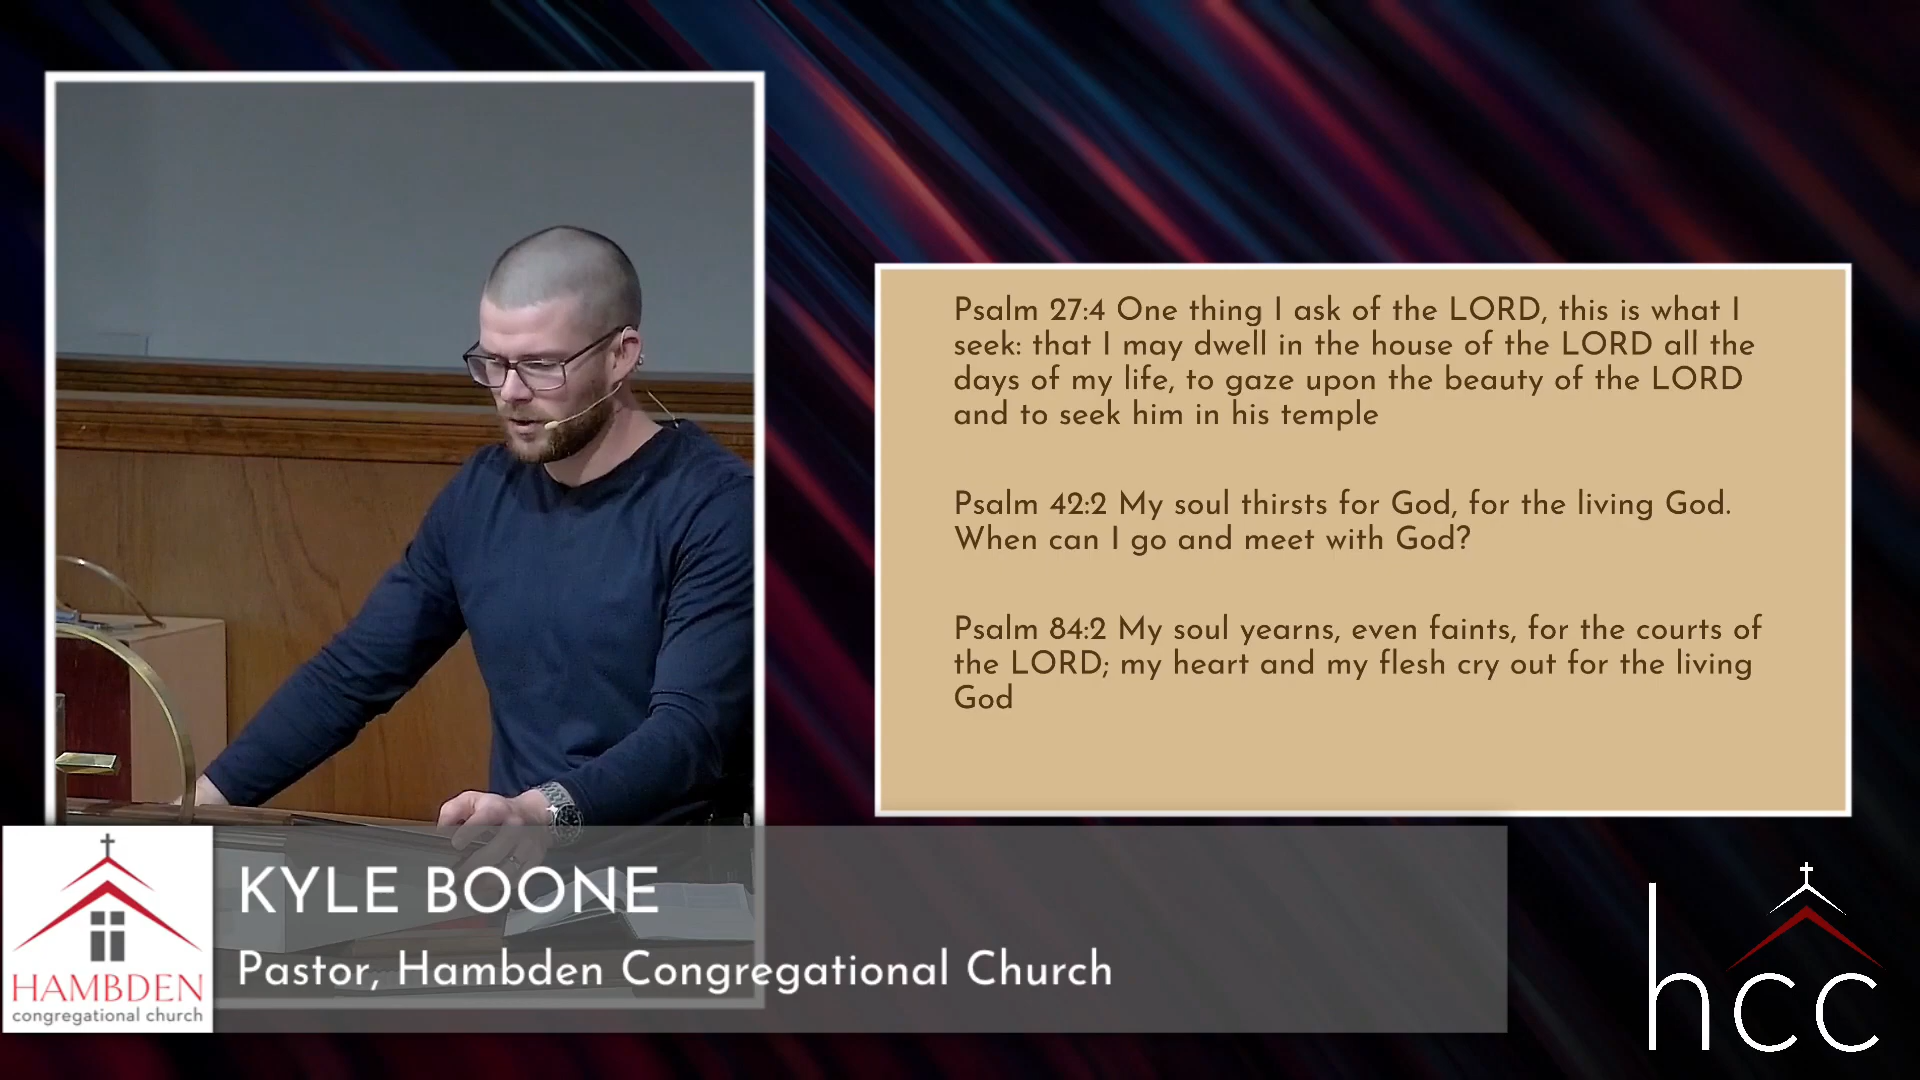 Psalm 27:4 One thing I ask of the LORD, this is what I
seek: that I may dwell in the house of the LORD all the
days of my life, to gaze upon the beauty of the LORD
and to seek him in his temple
Psalm 42:2 My soul thirsts for God, for the living God.
When can I go and meet with God?
Psalm 84:2 My soul yearns, even faints, for the courts of
the LORD; my heart and my flesh cry out for the living
God
KYLE BOONE
Pastor, Hambden Congregational Church
HAMBDEN
congregational church
hcc